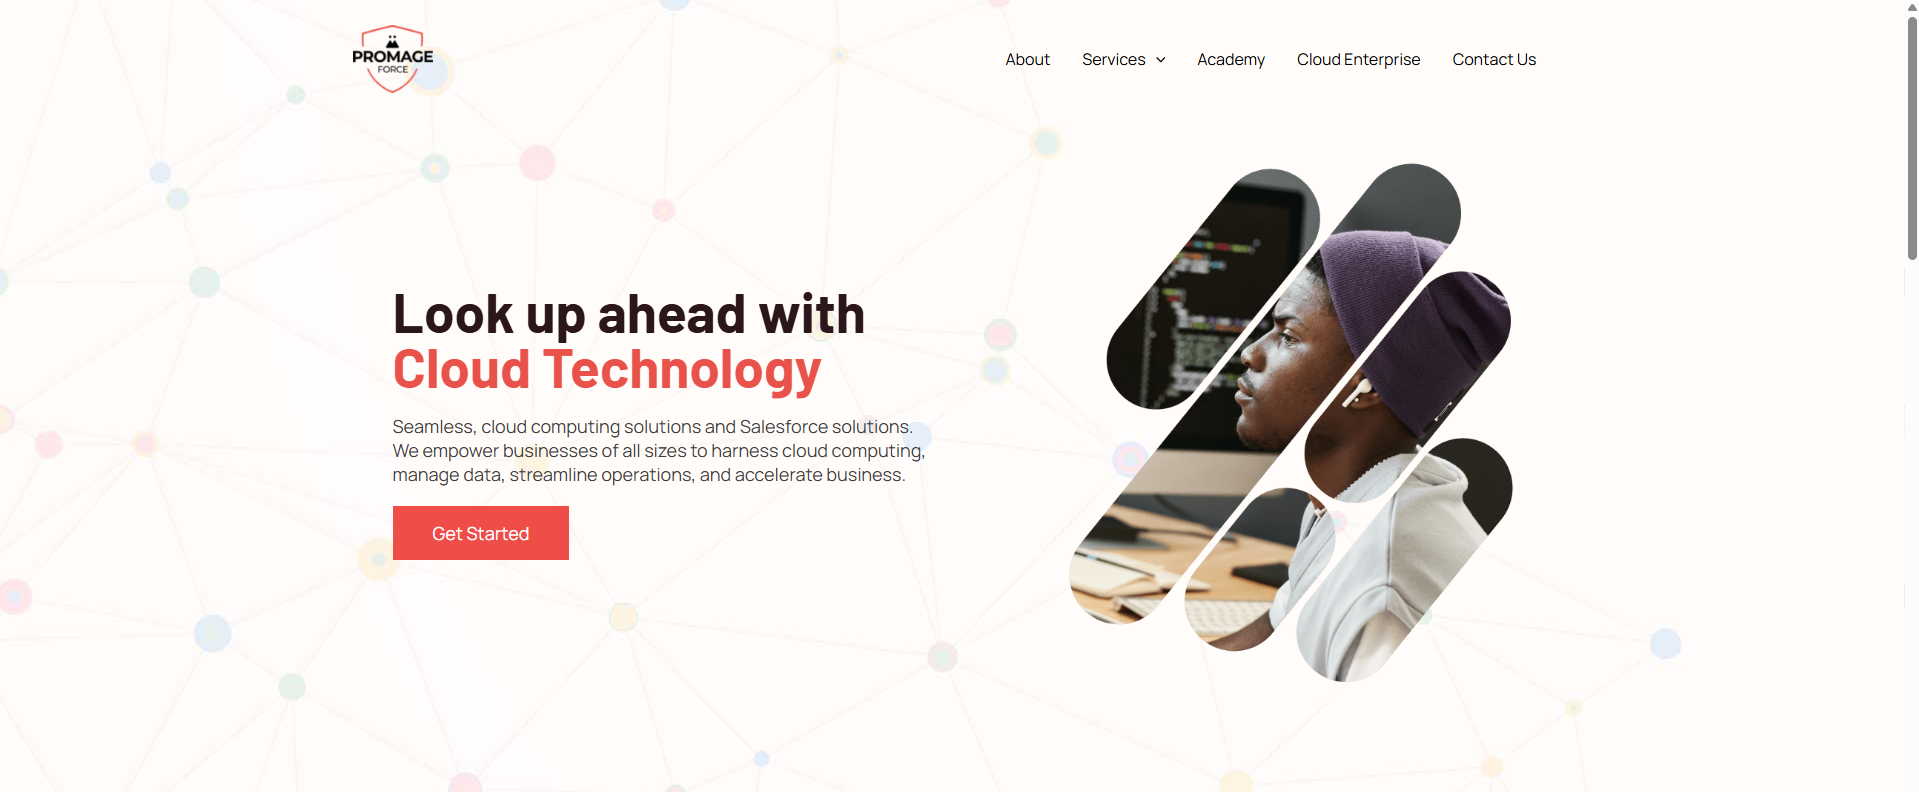 PROMAGE
FORCE
About
Services
Academy
Cloud Enterprise
Contact Us
Look up ahead with
Cloud Technology
Seamless, cloud computing solutions and Salesforce solutions.
We empower businesses of all sizes to harness cloud computing,
manage data, streamline operations, and accelerate business.
Get Started